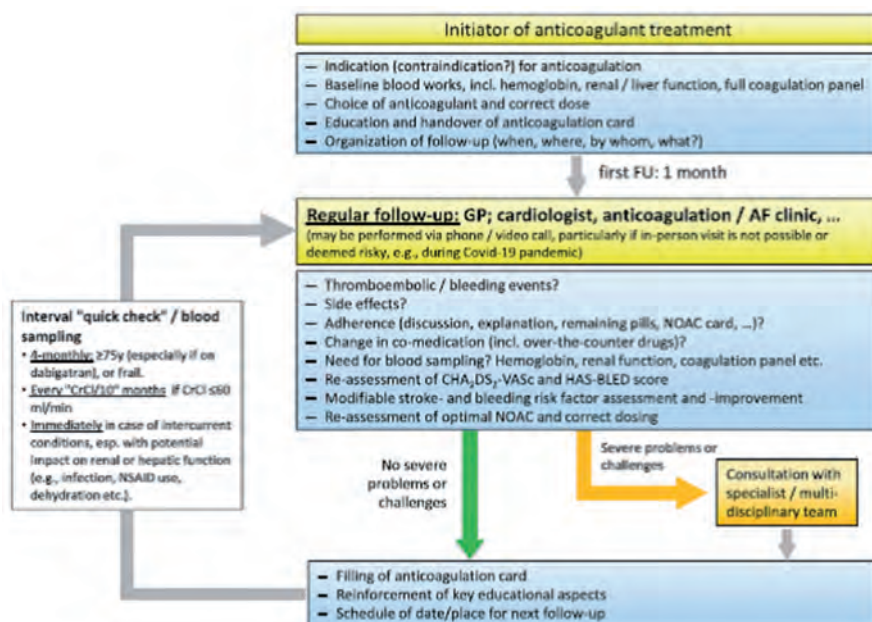 Initiator of anticoagulant treatment
— Indication (contraindication?) for anticoagulation
— Baseline blood works, incl. hemoglobin, renal / liver function, full coagulation panel
— Choice of anticoagulant and correct dose
— Education and handover of anticoagulation card
— Organization of follow-up (when, where, by whom, what?)
first FU: 1 month
Regular follow-up: GP; cardiologist, anticoagulation / AF clinic, ...
(may be performed via phone / video call, particularly if in-person visit is not possible or
deemed risky, e.g., during Covid-19 pandemic)
— Thromboembolic / bleeding events?
— Side effects?
— Adherence (discussion, explanation, remaining pills, NOAC card, ...)?
— Change in co-medication (incl. over-the-counter drugs)?
— Need for blood sampling? Hemoglobin, renal function, coagulation panel etc.
— Re-assessment of CHA₂DS₂-VASc and HAS-BLED score
— Modifiable stroke- and bleeding risk factor assessment and -improvement
— Re-assessment of optimal NOAC and correct dosing
Interval "quick check" / blood
sampling
• 4-monthly: ≥75y (especially if on
dabigatran), or frail.
• Every "CrCl/10" months if CrCl ≤60
ml/min
• Immediately in case of intercurrent
conditions, esp. with potential
impact on renal or hepatic function
(e.g., infection, NSAID use,
dehydration etc.).
No severe
problems or
challenges
Severe problems or
challenges
Consultation with
specialist / multi-
disciplinary team
— Filling of anticoagulation card
— Reinforcement of key educational aspects
— Schedule of date/place for next follow-up